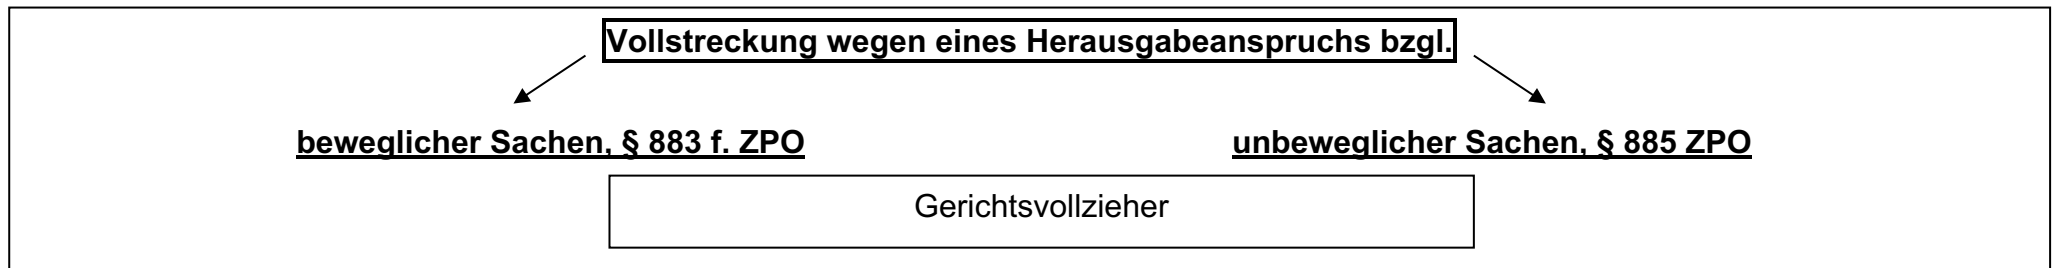 Vollstreckung wegen eines Herausgabeanspruchs bzgl.
beweglicher Sachen, § 883 f. ZPO
unbeweglicher Sachen, § 885 ZPO
Gerichtsvollzieher